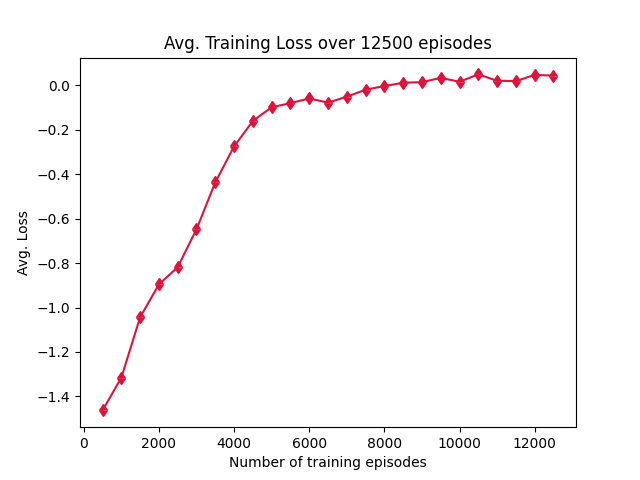 Avg. Training Loss over 12500 episodes
0.0
−0.2
−0.4
−0.6
−0.8
−1.0
−1.2
−1.4
Avg. Loss
0 2000 4000 6000 8000 10000 12000
Number of training episodes